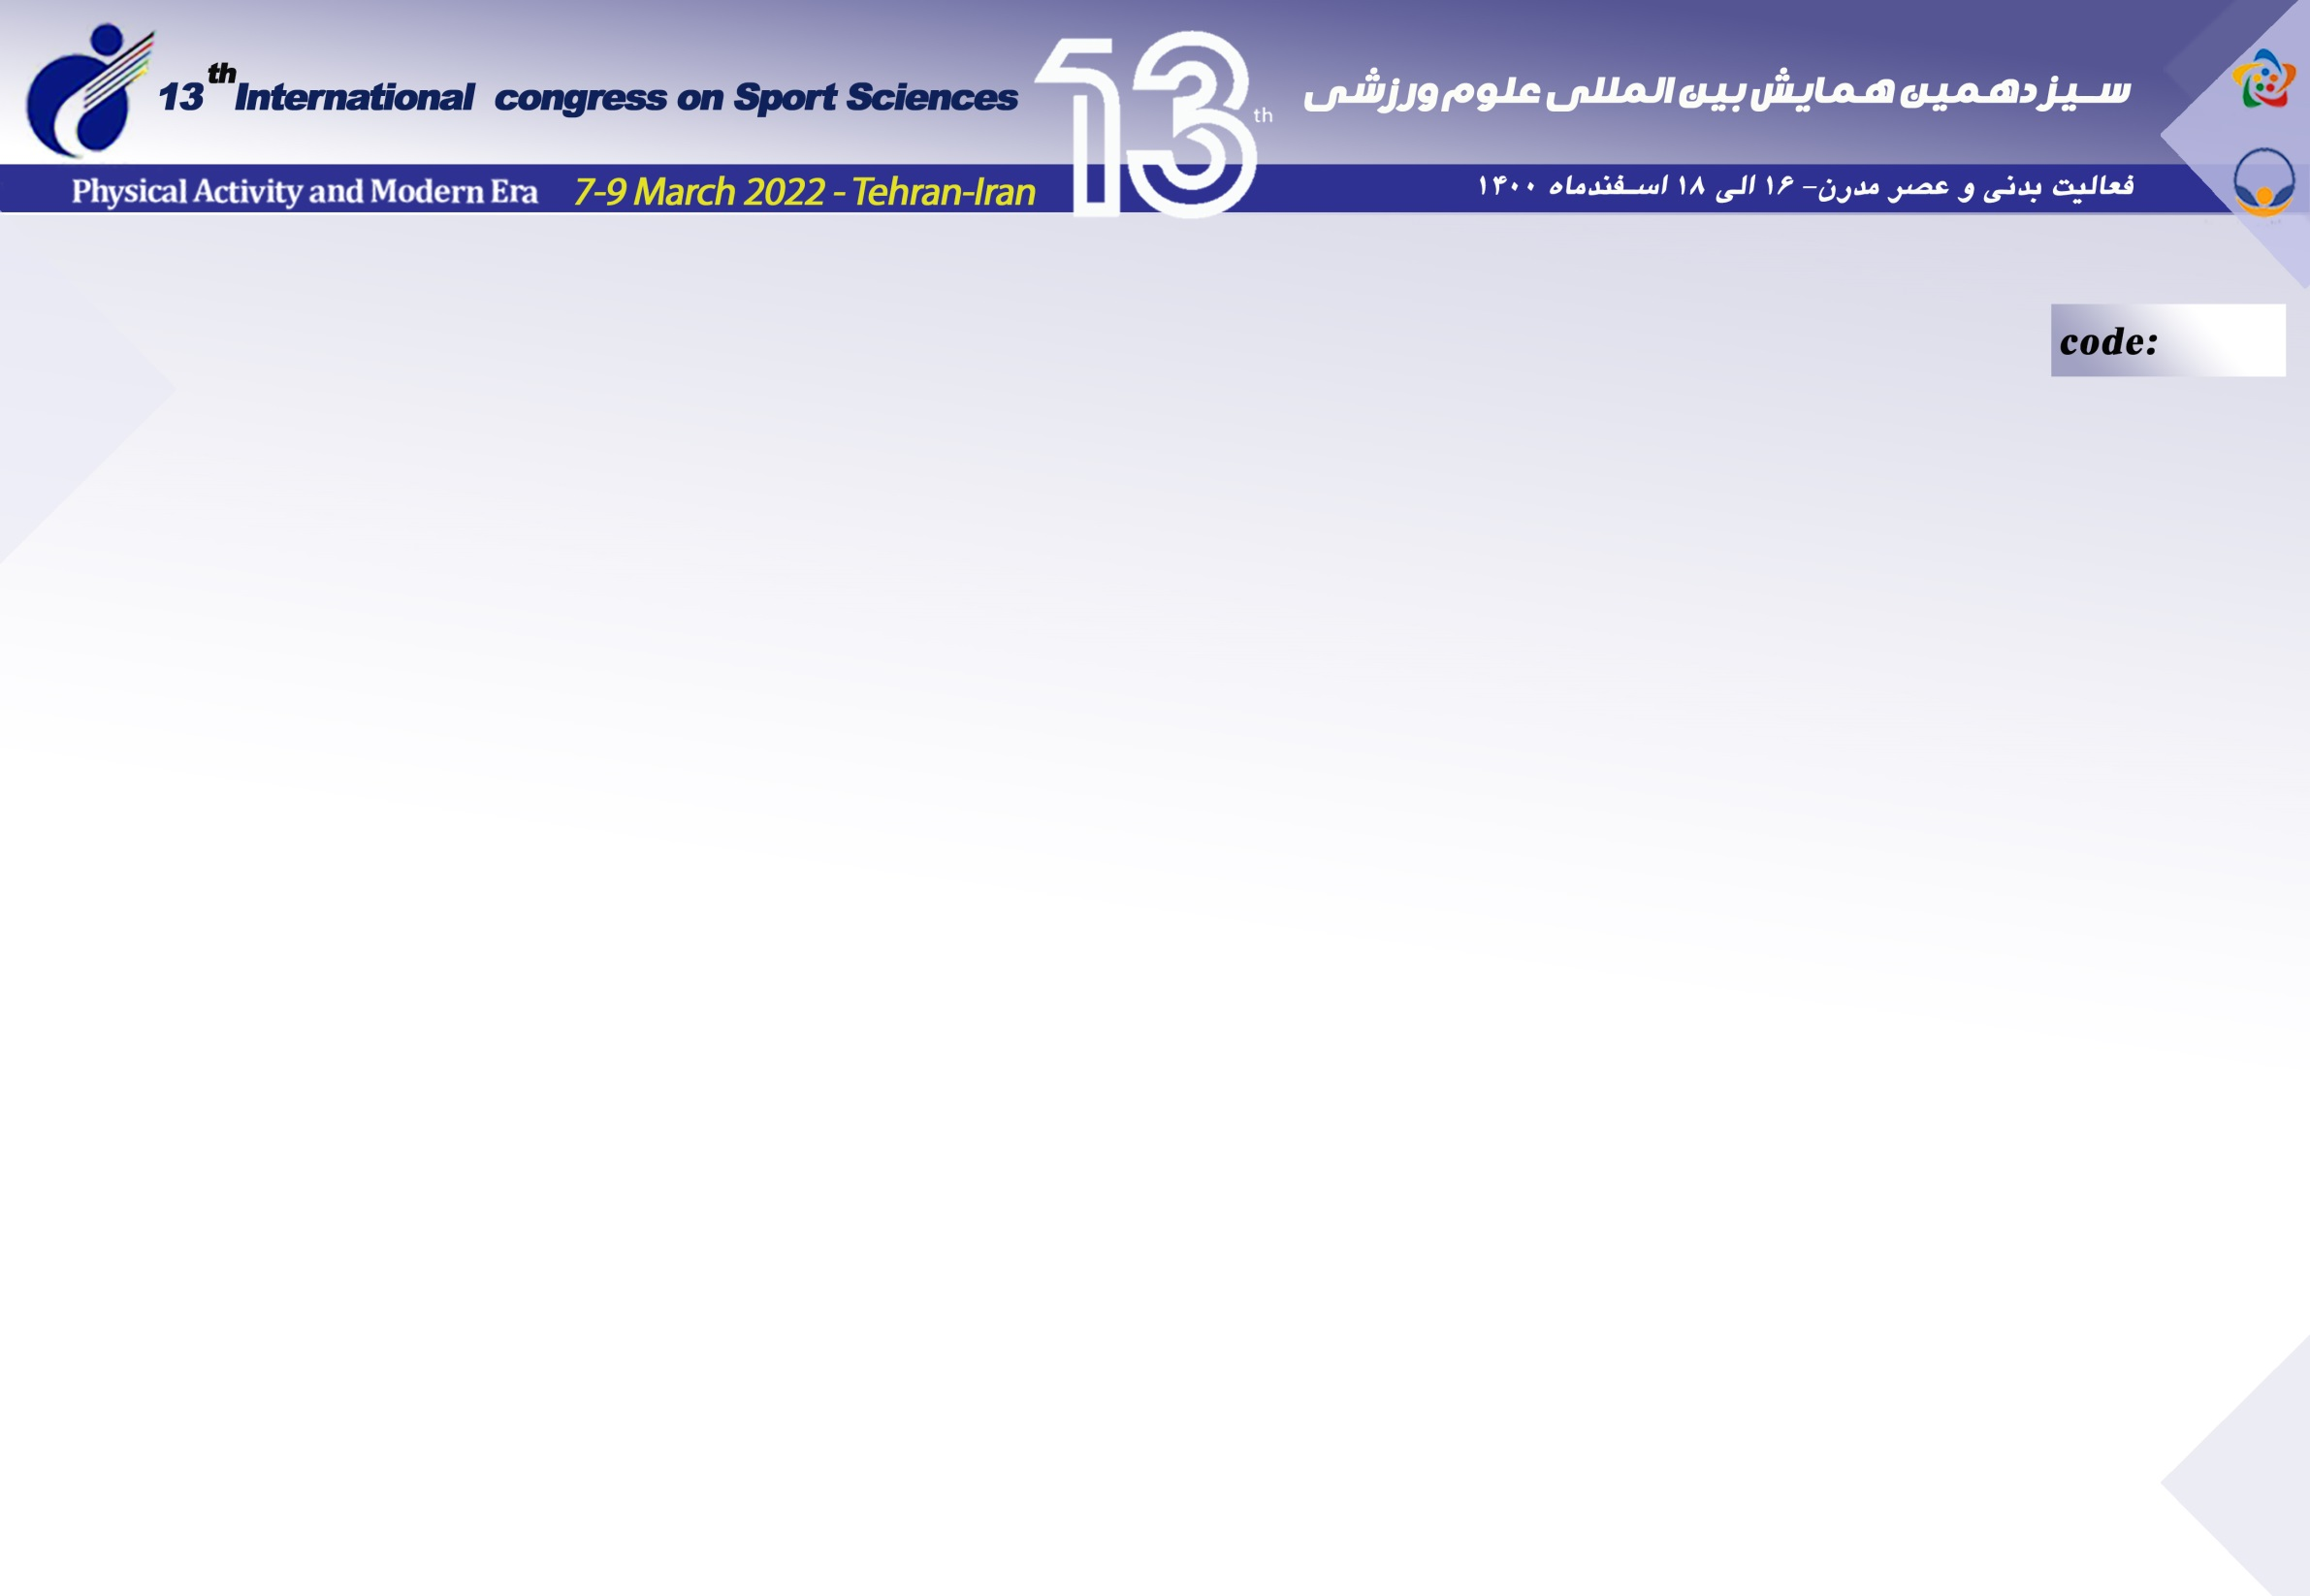 13th International congress on Sport Sciences
13th
سیزدهمین همایش بین المللی علوم ورزشی
Physical Activity and Modern Era 7-9 March 2022 - Tehran-Iran
فعالیت بدنی و عصر مدرن- ۱۶ الی ۱۸ اسفندماه ۱۴۰۰
code: